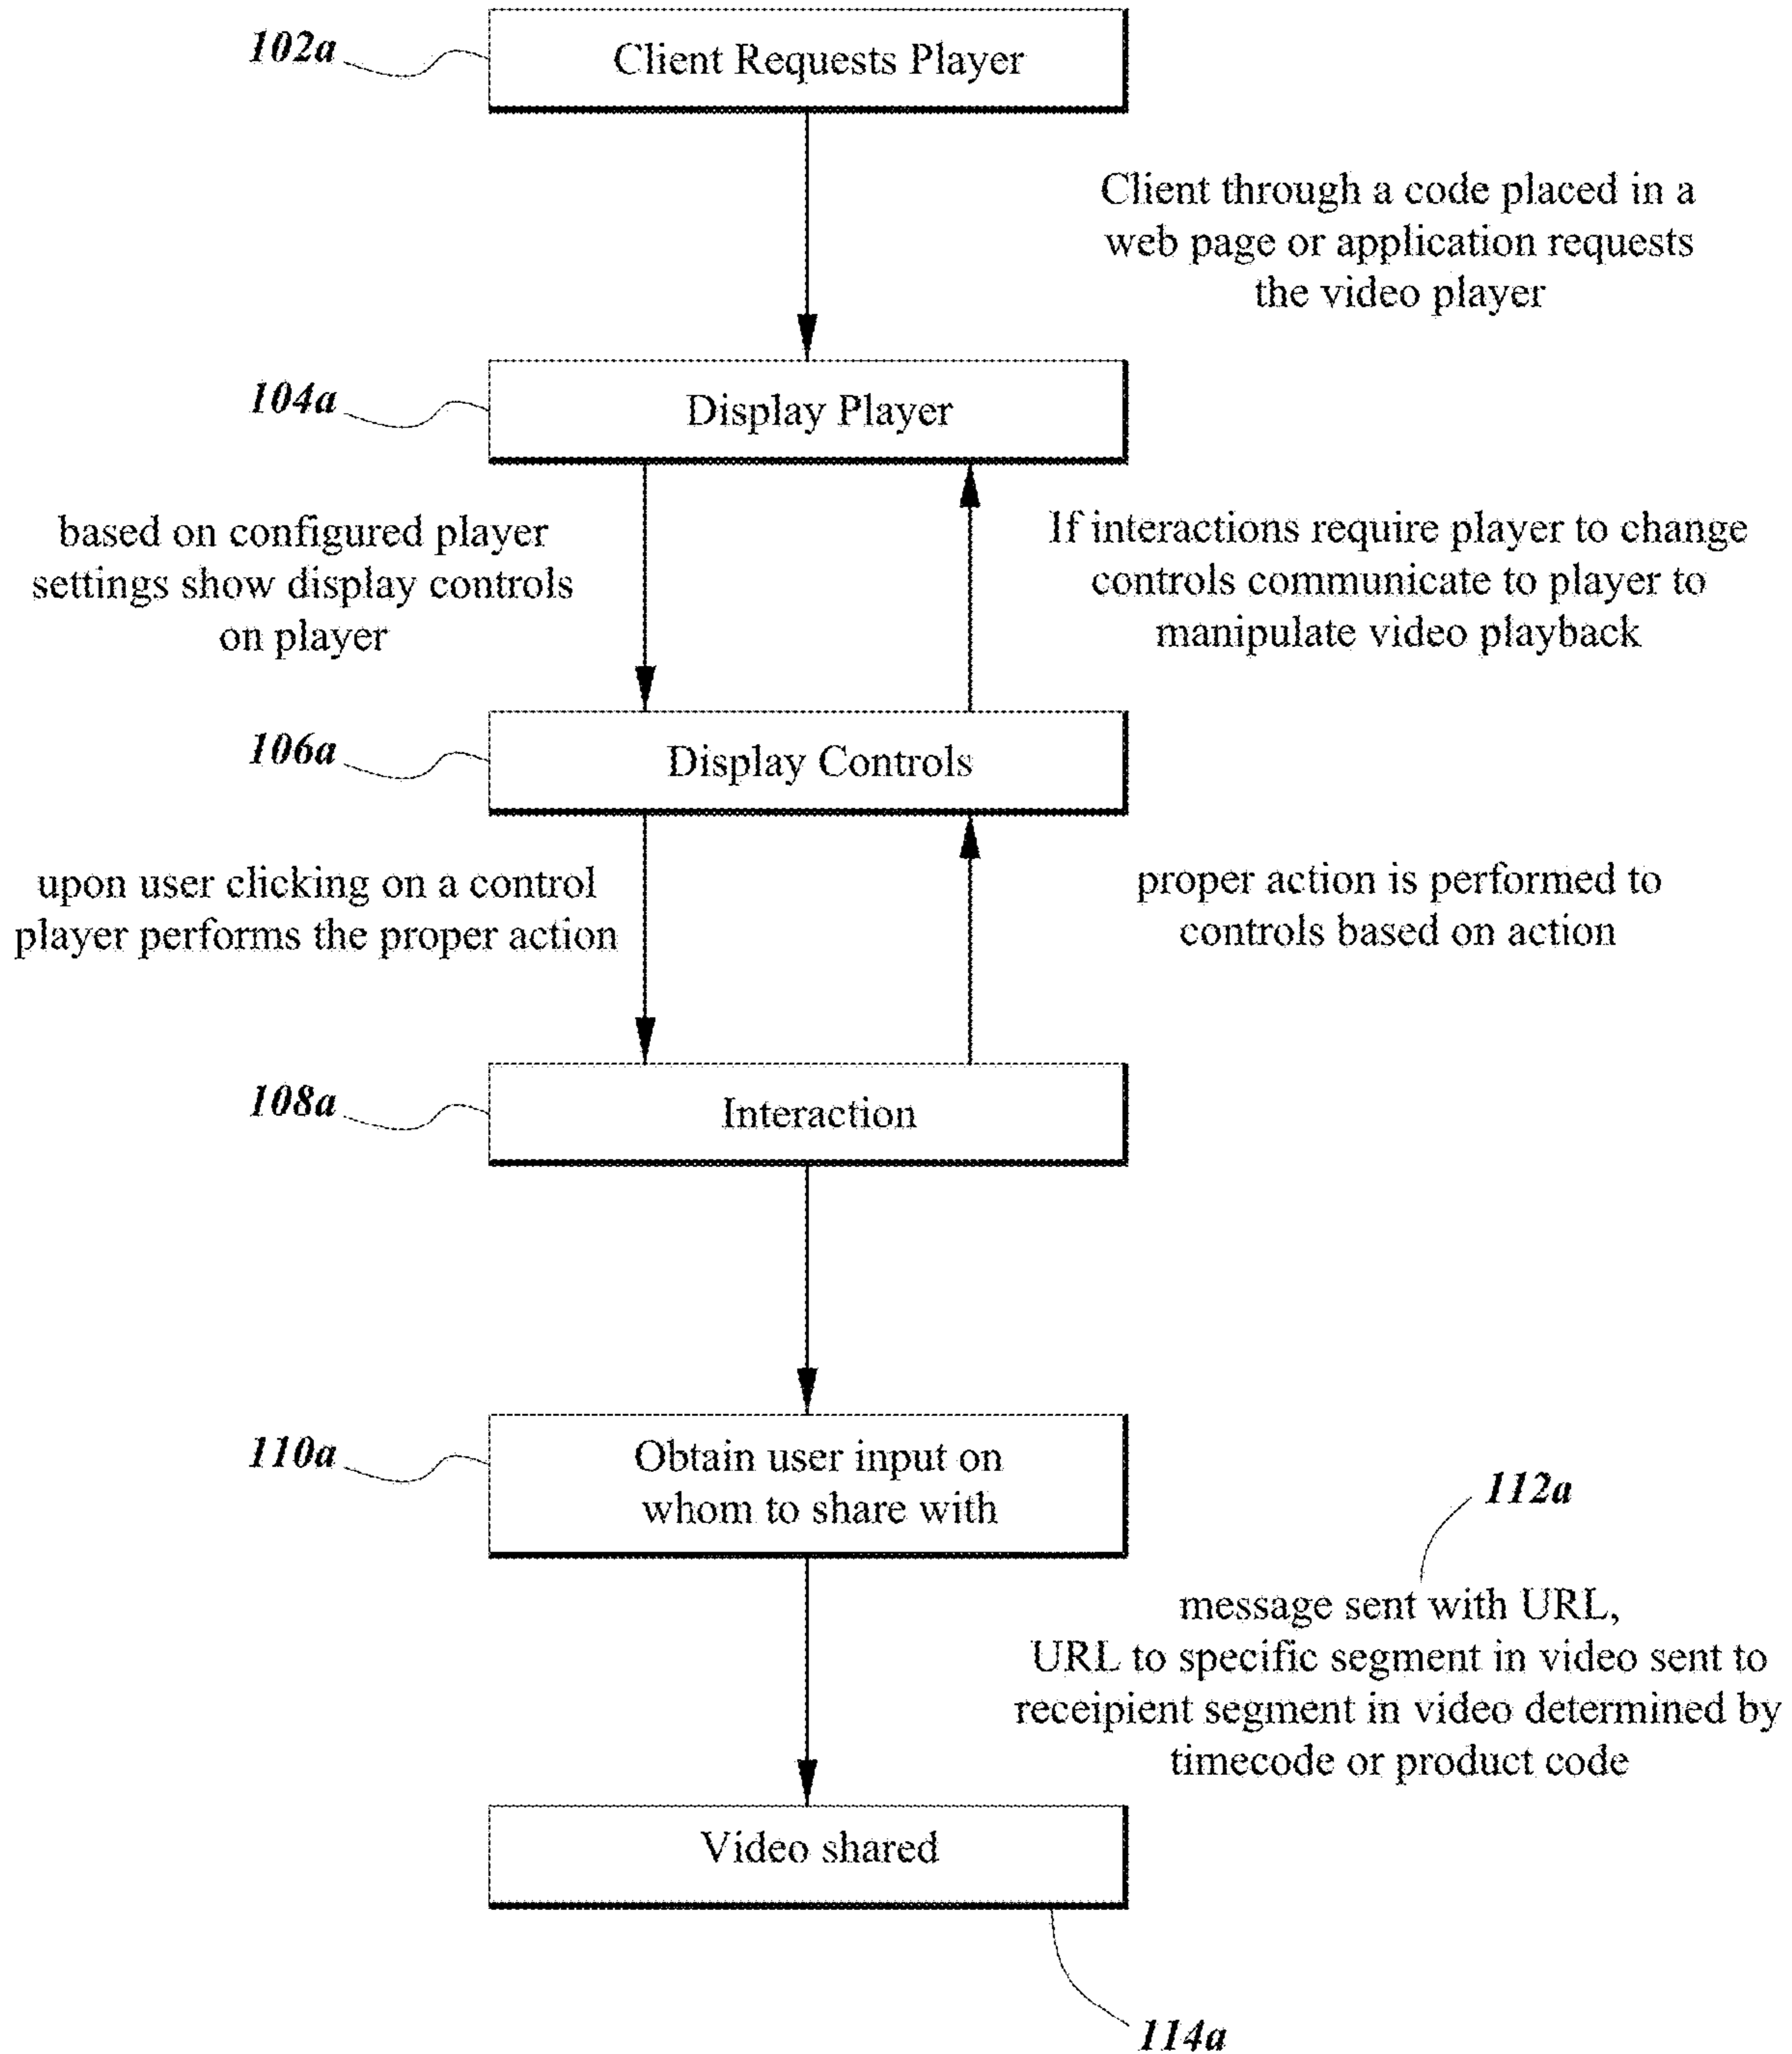 102a
Client Requests Player
Client through a code placed in a
web page or application requests
the video player
104a
Display Player
based on configured player
settings show display controls
on player
If interactions require player to change
controls communicate to player to
manipulate video playback
106a
Display Controls
upon user clicking on a control
player performs the proper action
proper action is performed to
controls based on action
108a
Interaction
110a
Obtain user input on
whom to share with
112a
message sent with URL,
URL to specific segment in video sent to
receipient segment in video determined by
timecode or product code
Video shared
114a